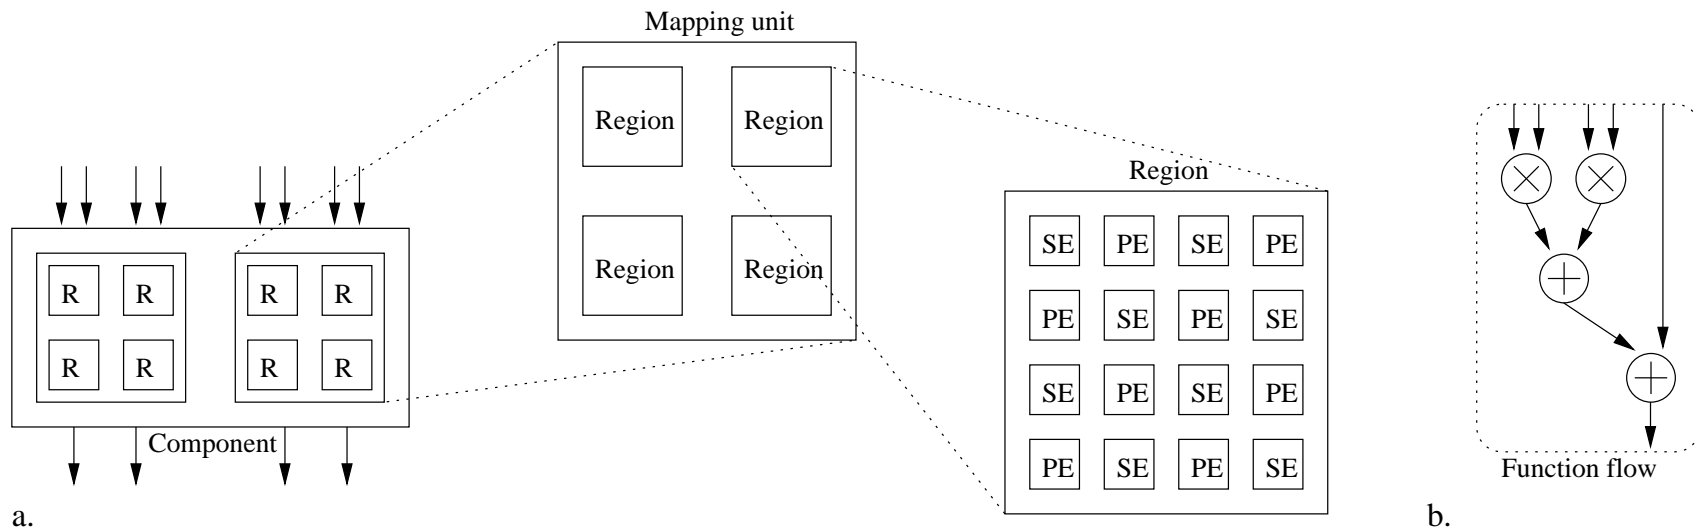 Mapping unit
Region Region
Region Region
R R R R
R R R R
Component
a.
Region
SE PE SE PE
PE SE PE SE
SE PE SE PE
PE SE PE SE
Function flow
b.